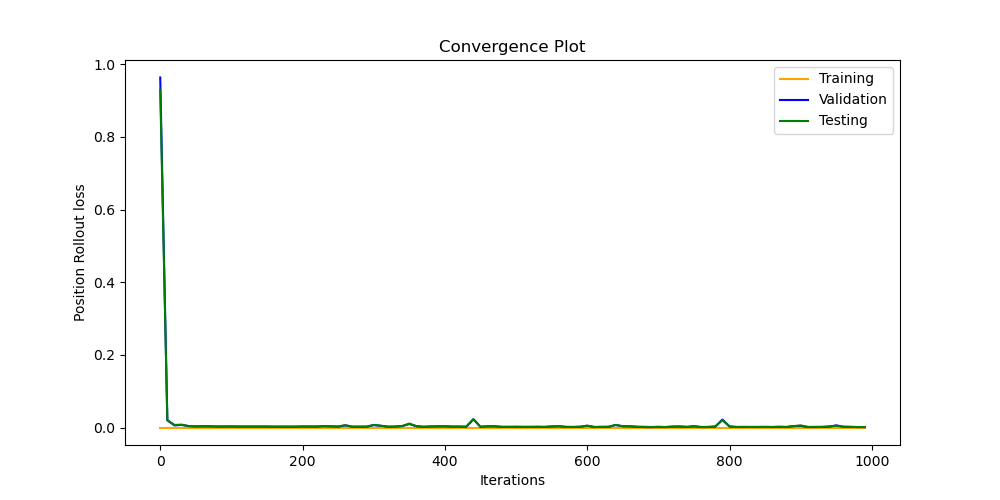 Convergence Plot
1.0
0.8
0.6
0.4
0.2
0.0
Position Rollout loss
Training
Validation
Testing
0 200 400 600 800 1000
Iterations